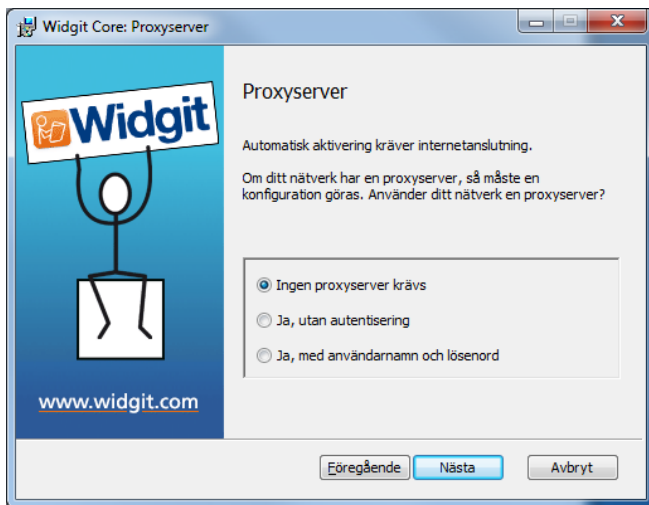 Widgit Core: Proxyserver
Widgit
Proxyserver
Automatisk aktivering kräver internetanslutning.
Om ditt nätverk har en proxyserver, så måste en
konfiguration göras. Använder ditt nätverk en proxyserver?
Ingen proxyserver krävs
Ja, utan autentisering
Ja, med användarnamn och lösenord
www.widgit.com
Föregående
Nästa
Avbryt